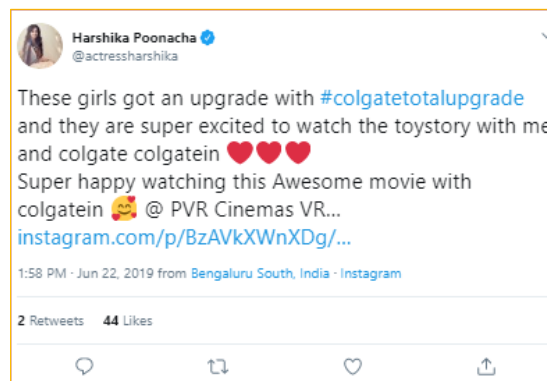 Harshika Poonacha
@actressharshika
These girls got an upgrade with #colgatetotalupgrade
and they are super excited to watch the toystory with me
and colgate colgatein ❤❤❤
Super happy watching this Awesome movie with
colgatein 🥰 @ PVR Cinemas VR...
instagram.com/p/BzAVkXWnXDg/...
1:58 PM · Jun 22, 2019 from Bengaluru South, India · Instagram
2 Retweets 44 Likes